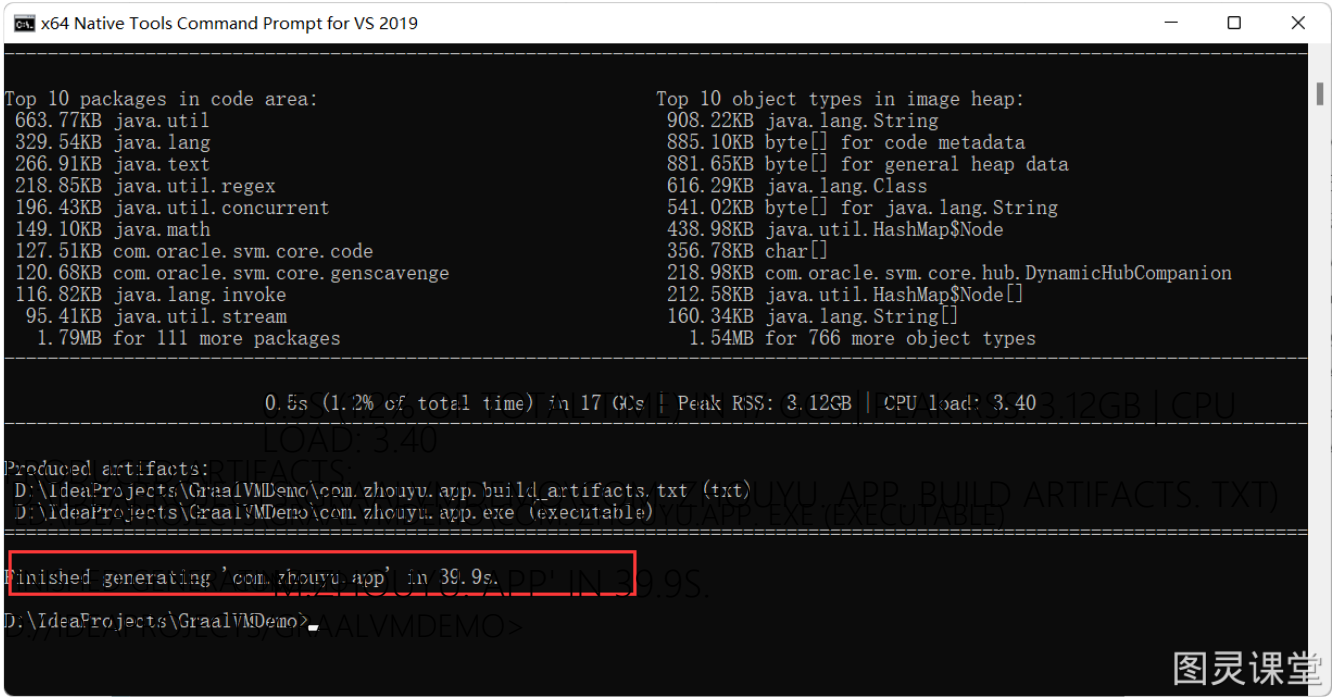 x64 Native Tools Command Prompt for VS 2019
Top 10 packages in code area: Top 10 object types in image heap:
663.77KB java.util 908.22KB java.lang.String
329.54KB java.lang 885.10KB byte[] for code metadata
266.91KB java.text 881.65KB byte[] for general heap data
218.85KB java.util.regex 616.29KB java.lang.Class
196.43KB java.util.concurrent 541.02KB byte[] for java.lang.String
149.10KB java.math 438.98KB java.util.HashMap$Node
127.51KB com.oracle.svm.core.code 356.78KB char[]
120.68KB com.oracle.svm.core.genscavenge 218.98KB com.oracle.svm.core.hub.DynamicHubCompanion
116.82KB java.lang.invoke 212.58KB java.util.HashMap$Node[]
95.41KB java.util.stream 160.34KB java.lang.String[]
1.79MB for 111 more packages 1.54MB for 766 more object types
0.5s (1.2% of total time) in 17 GCs | Peak RSS: 3.12GB | CPU load: 3.40
LOAD: 3.40
Produced artifacts:
D:\IdeaProjects\GraalVMDemo\com.zhouyu.app.build_artifacts.txt (txt)
D:\IdeaProjects\GraalVMDemo\com.zhouyu.app.exe (executable)
Finished generating 'com.zhouyu.app' in 39.9s.
D:\IdeaProjects\GraalVMDemo>
图灵课堂